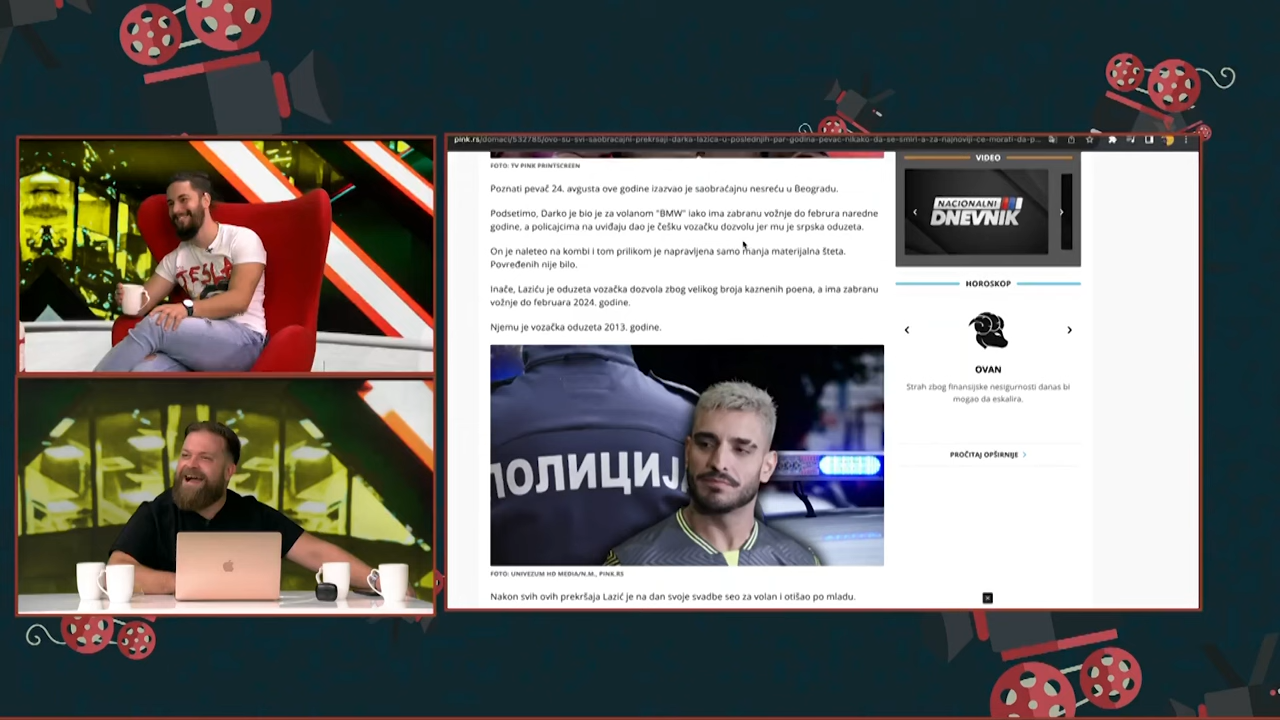 pink.rs/domaci/532785/ovo-su-svi-saobracajni-prekrsaji-darka-lazica-u-poslednjih-par-godina-pevac-nikako-da-se-smiri-a-za-najnoviji-ce-morati-da-p...
FOTO: TV PINK PRINTSCREEN
Poznati pevač 24. avgusta ove godine izazvao je saobraćajnu nesreću u Beogradu.
Podsetimo, Darko je bio je za volanom "BMW" iako ima zabranu vožnje do februra naredne
godine, a policajcima na uviđaju dao je češku vozačku dozvolu jer mu je srpska oduzeta.
On je naleteo na kombi i tom prilikom je napravljena samo manja materijalna šteta.
Povređenih nije bilo.
Inače, Laziću je oduzeta vozačka dozvola zbog velikog broja kaznenih poena, a ima zabranu
vožnje do februara 2024. godine.
Njemu je vozačka oduzeta 2013. godine.
ПОЛИЦИЈ
FOTO: UNIVEZUM HD MEDIA/N.M., PINK.RS
Nakon svih ovih prekršaja Lazić je na dan svoje svadbe seo za volan i otišao po mladu.
VIDEO
NACIONALNI
DNEVNIK
HOROSKOP
OVAN
Strah zbog finansijske nesigurnosti danas bi
mogao da eskalira.
PROČITAJ OPŠIRNIJE
TESLA